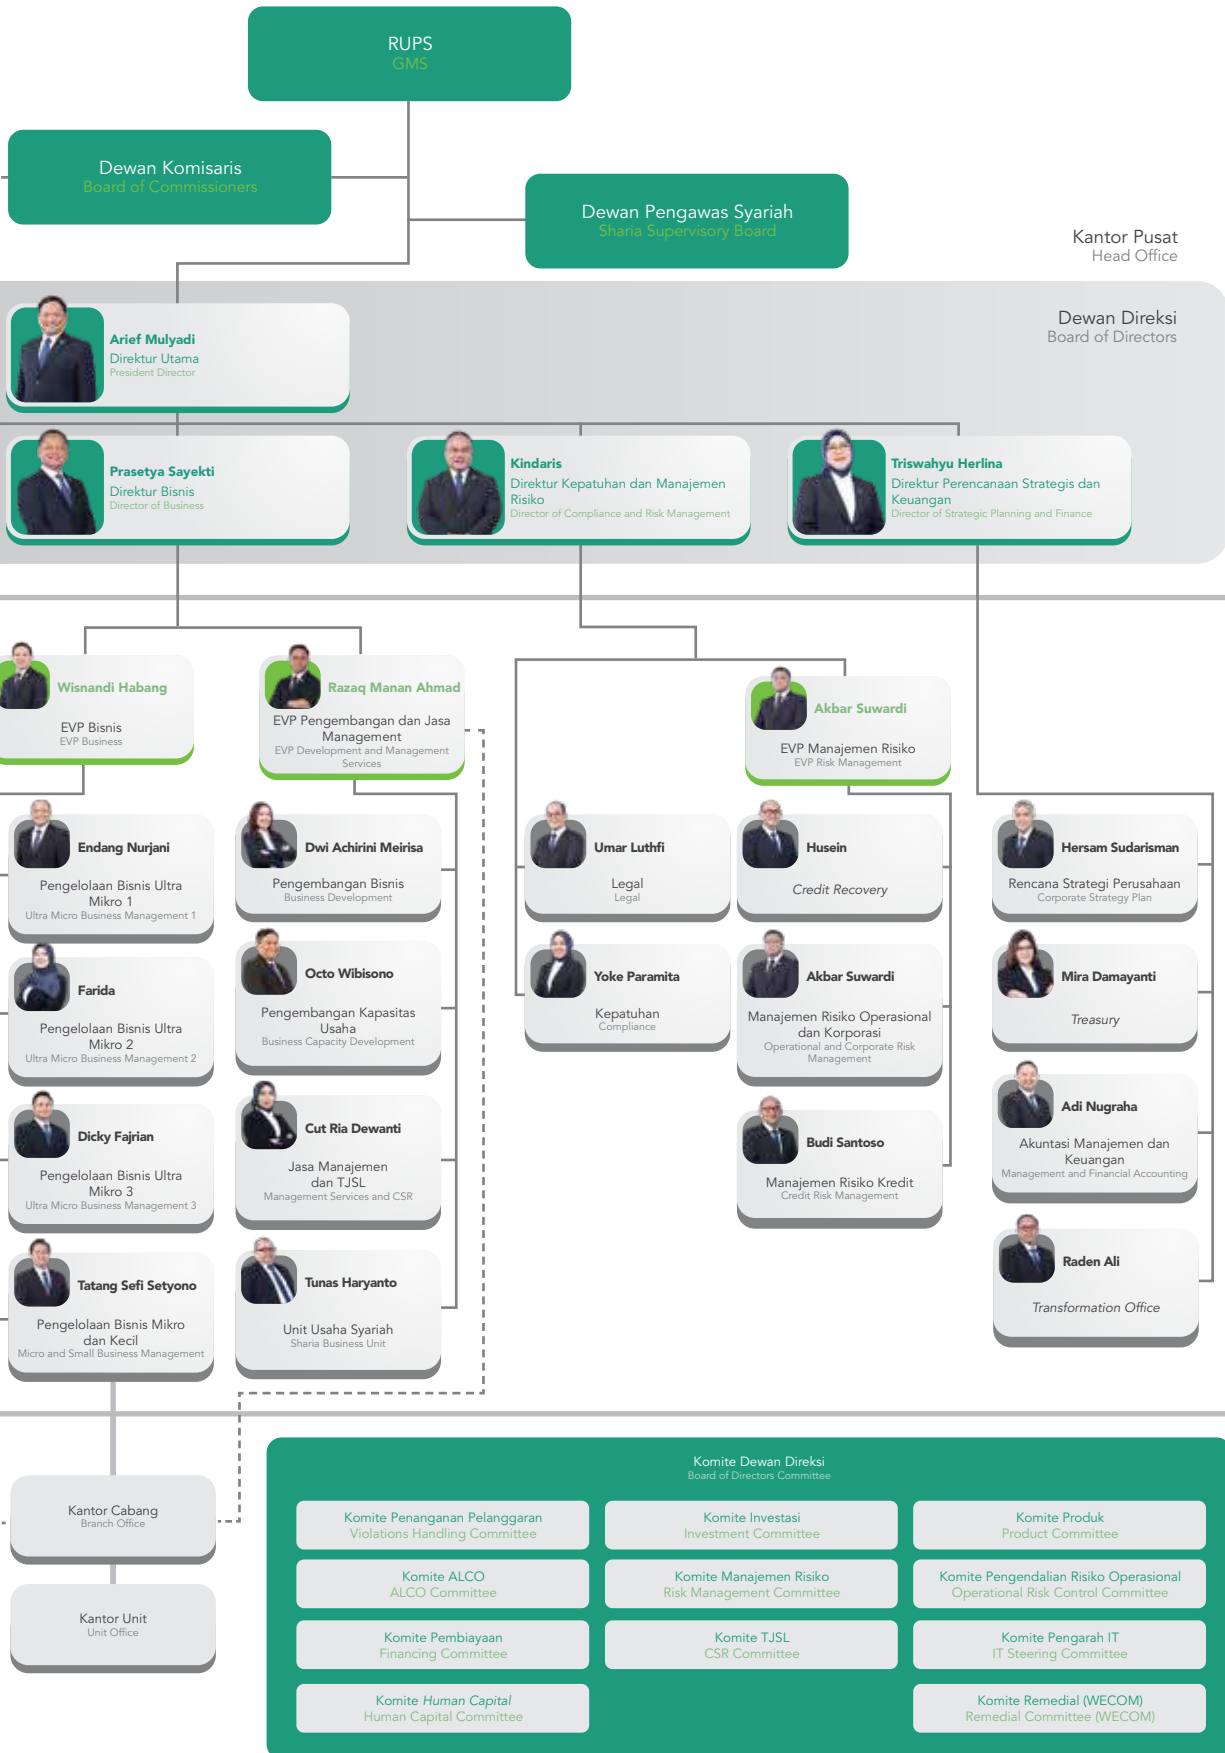 RUPS
GMS
Dewan Komisaris
Board of Commissioners
Dewan Pengawas Syariah
Sharia Supervisory Board
Kantor Pusat
Head Office
Dewan Direksi
Board of Directors
Arief Mulyadi
Direktur Utama
President Director
Prasetya Sayekti
Direktur Bisnis
Director of Business
Kindaris
Direktur Kepatuhan dan Manajemen
Risiko
Director of Compliance and Risk Management
Triswahyu Herlina
Direktur Perencanaan Strategis dan
Keuangan
Director of Strategic Planning and Finance
Wisnandi Habang
EVP Bisnis
EVP Business
Razaq Manan Ahmad
EVP Pengembangan dan Jasa
Management
EVP Development and Management
Services
Akbar Suwardi
EVP Manajemen Risiko
EVP Risk Management
Endang Nurjani
Pengelolaan Bisnis Ultra
Mikro 1
Ultra Micro Business Management 1
Dwi Achirini Meirisa
Pengembangan Bisnis
Business Development
Umar Luthfi
Legal
Legal
Husein
Credit Recovery
Hersam Sudarisman
Rencana Strategi Perusahaan
Corporate Strategy Plan
Farida
Pengelolaan Bisnis Ultra
Mikro 2
Ultra Micro Business Management 2
Octo Wibisono
Pengembangan Kapasitas
Usaha
Business Capacity Development
Yoke Paramita
Kepatuhan
Compliance
Akbar Suwardi
Manajemen Risiko Operasional
dan Korporasi
Operational and Corporate Risk
Management
Mira Damayanti
Treasury
Dicky Fajrian
Pengelolaan Bisnis Ultra
Mikro 3
Ultra Micro Business Management 3
Cut Ria Dewanti
Jasa Manajemen
dan TJSL
Management Services and CSR
Budi Santoso
Manajemen Risiko Kredit
Credit Risk Management
Adi Nugraha
Akuntasi Manajemen dan
Keuangan
Management and Financial Accounting
Tatang Sefi Setyono
Pengelolaan Bisnis Mikro
dan Kecil
Micro and Small Business Management
Tunas Haryanto
Unit Usaha Syariah
Sharia Business Unit
Raden Ali
Transformation Office
Kantor Cabang
Branch Office
Kantor Unit
Unit Office
Komite Dewan Direksi
Board of Directors Committee
Komite Penanganan Pelanggaran
Violations Handling Committee
Komite Investasi
Investment Committee
Komite Produk
Product Committee
Komite ALCO
ALCO Committee
Komite Manajemen Risiko
Risk Management Committee
Komite Pengendalian Risiko Operasional
Operational Risk Control Committee
Komite Pembiayaan
Financing Committee
Komite TJSL
CSR Committee
Komite Pengarah IT
IT Steering Committee
Komite Human Capital
Human Capital Committee
Komite Remedial (WECOM)
Remedial Committee (WECOM)